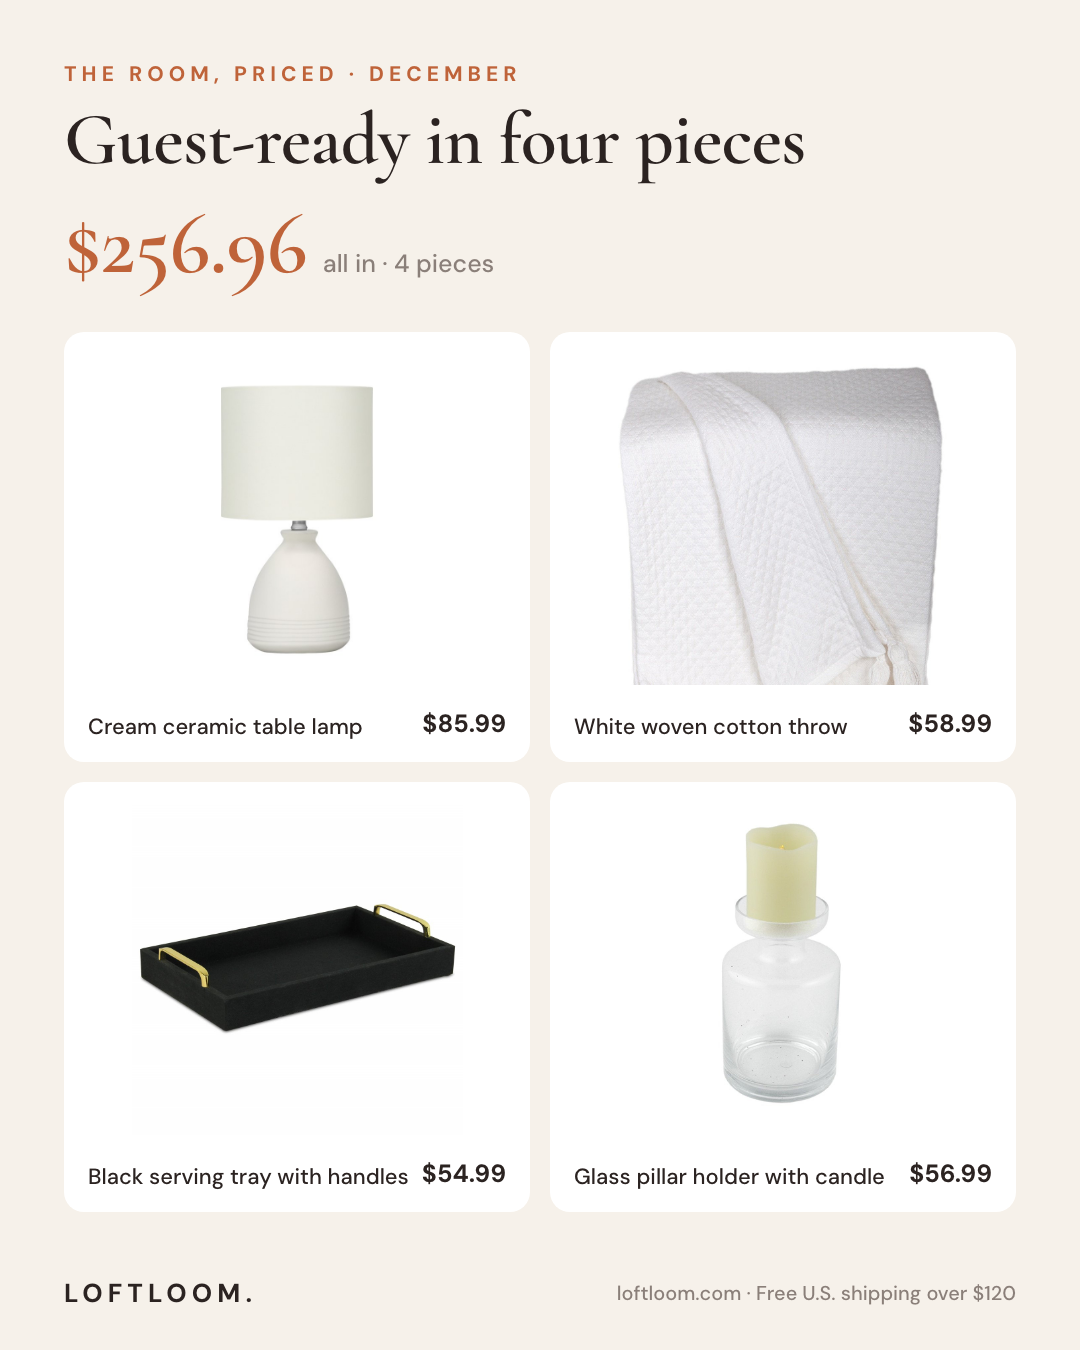 THE ROOM, PRICED · DECEMBER
Guest-ready in four pieces
$256.96 all in · 4 pieces
Cream ceramic table lamp $85.99
White woven cotton throw $58.99
Black serving tray with handles $54.99
Glass pillar holder with candle $56.99
LOFTLOOM.
loftloom.com · Free U.S. shipping over $120